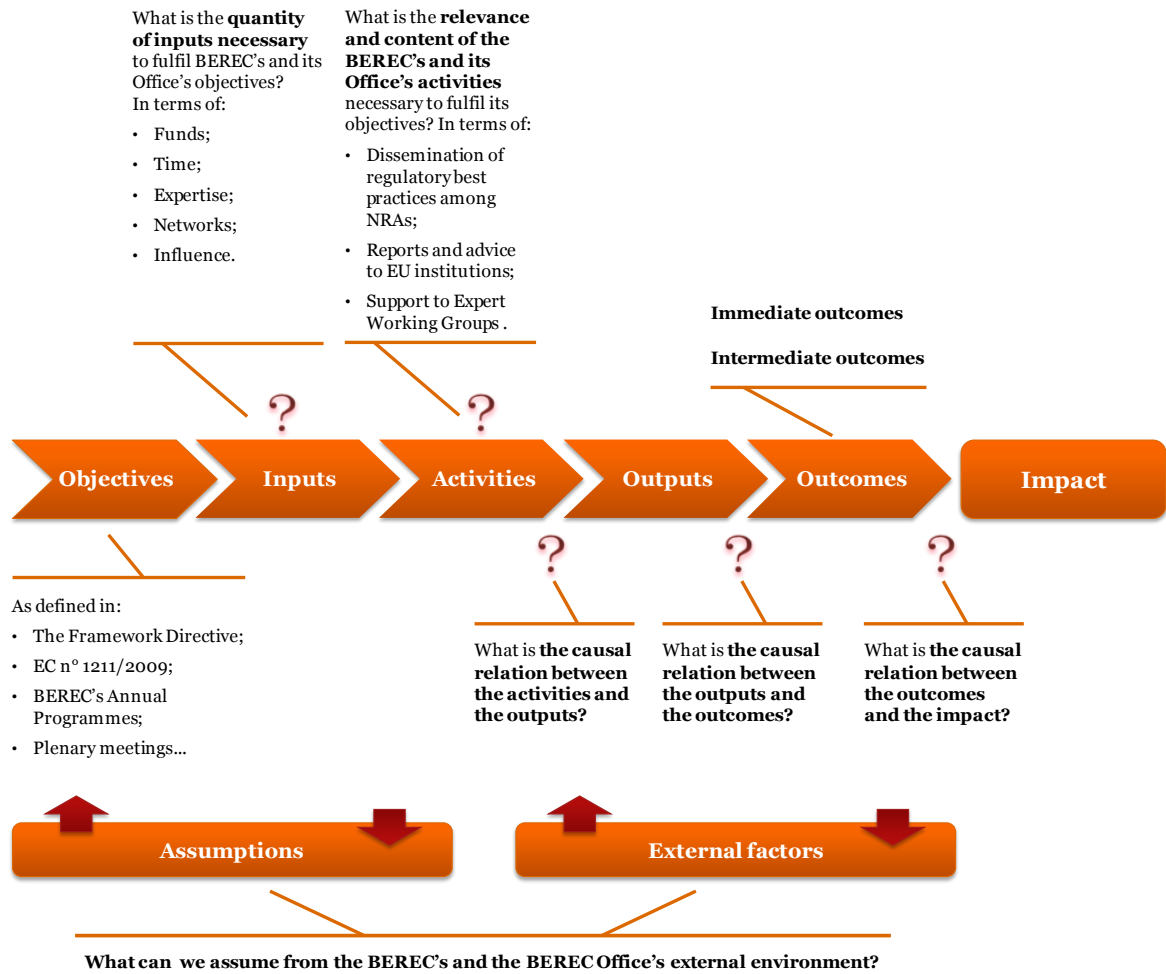 What is the quantity
of inputs necessary
to fulfil BEREC's and its
Office's objectives?
In terms of:
• Funds;
• Time;
• Expertise;
• Networks;
• Influence.
What is the relevance
and content of the
BEREC's and its
Office's activities
necessary to fulfil its
objectives? In terms of:
• Dissemination of
regulatory best
practices among
NRAs;
• Reports and advice
to EU institutions;
• Support to Expert
Working Groups .
Immediate outcomes
Intermediate outcomes
?
?
Objectives
Inputs
Activities
Outputs
Outcomes
Impact
?
?
?
As defined in:
• The Framework Directive;
• EC n° 1211/2009;
• BEREC's Annual
Programmes;
• Plenary meetings...
What is the causal
relation between
the activities and
the outputs?
What is the causal
relation between
the outputs and
the outcomes?
What is the causal
relation between
the outcomes
and the impact?
Assumptions
External factors
What can we assume from the BEREC's and the BEREC Office's external environment?